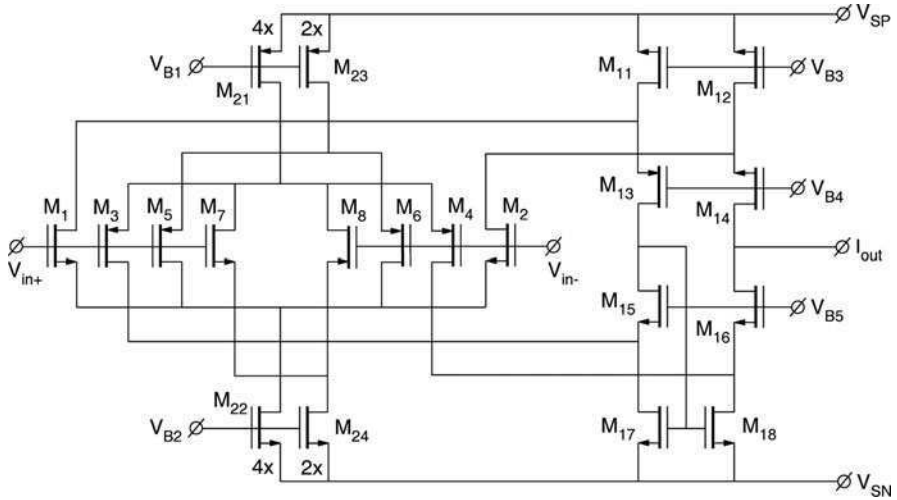 4x 2x V_SP
V_B1 M_21 M_23 M_11 M_12 V_B3
M_13 M_14 V_B4
M_1 M_3 M_5 M_7 M_8 M_6 M_4 M_2
V_in+ V_in- I_out
M_15 M_16 V_B5
V_B2 M_22 M_24 M_17 M_18
4x 2x V_SN